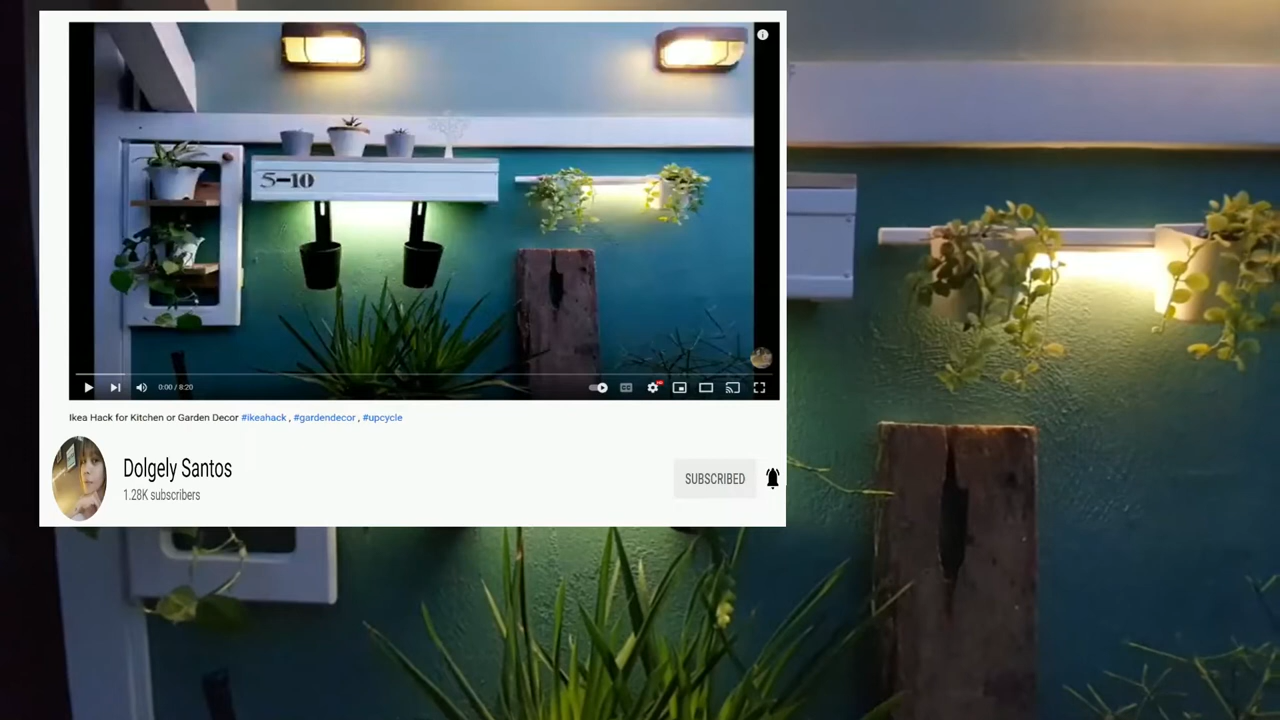 5-10
0:00 / 8:20
Ikea Hack for Kitchen or Garden Decor #ikeahack , #gardendecor , #upcycle
Dolgely Santos
1.28K subscribers
SUBSCRIBED